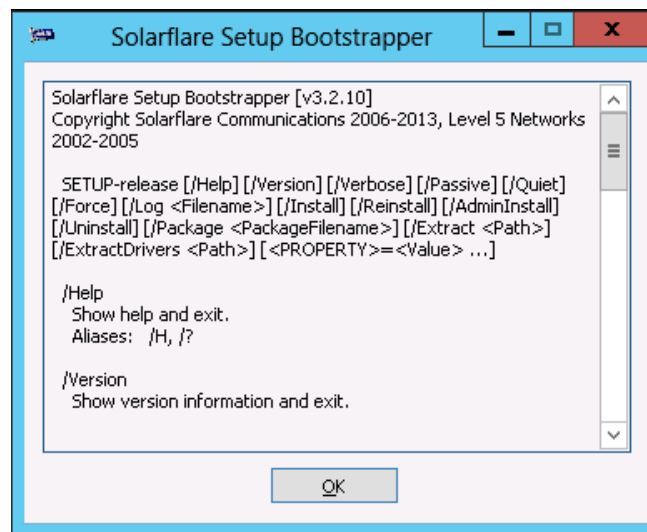 Solarflare Setup Bootstrapper
Solarflare Setup Bootstrapper [v3.2.10]
Copyright Solarflare Communications 2006-2013, Level 5 Networks
2002-2005
SETUP-release [/Help] [/Version] [/Verbose] [/Passive] [/Quiet]
[/Force] [/Log <Filename>] [/Install] [/Reinstall] [/AdminInstall]
[/Uninstall] [/Package <PackageFilename>] [/Extract <Path>]
[/ExtractDrivers <Path>] [<PROPERTY>=<Value> ...]
/Help
Show help and exit.
Aliases: /H, /?
/Version
Show version information and exit.
OK